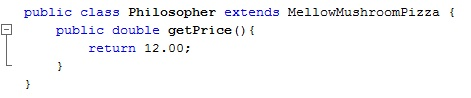 public class Philosopher extends MellowMushroomPizza {
    public double getPrice(){
        return 12.00;
    }
}